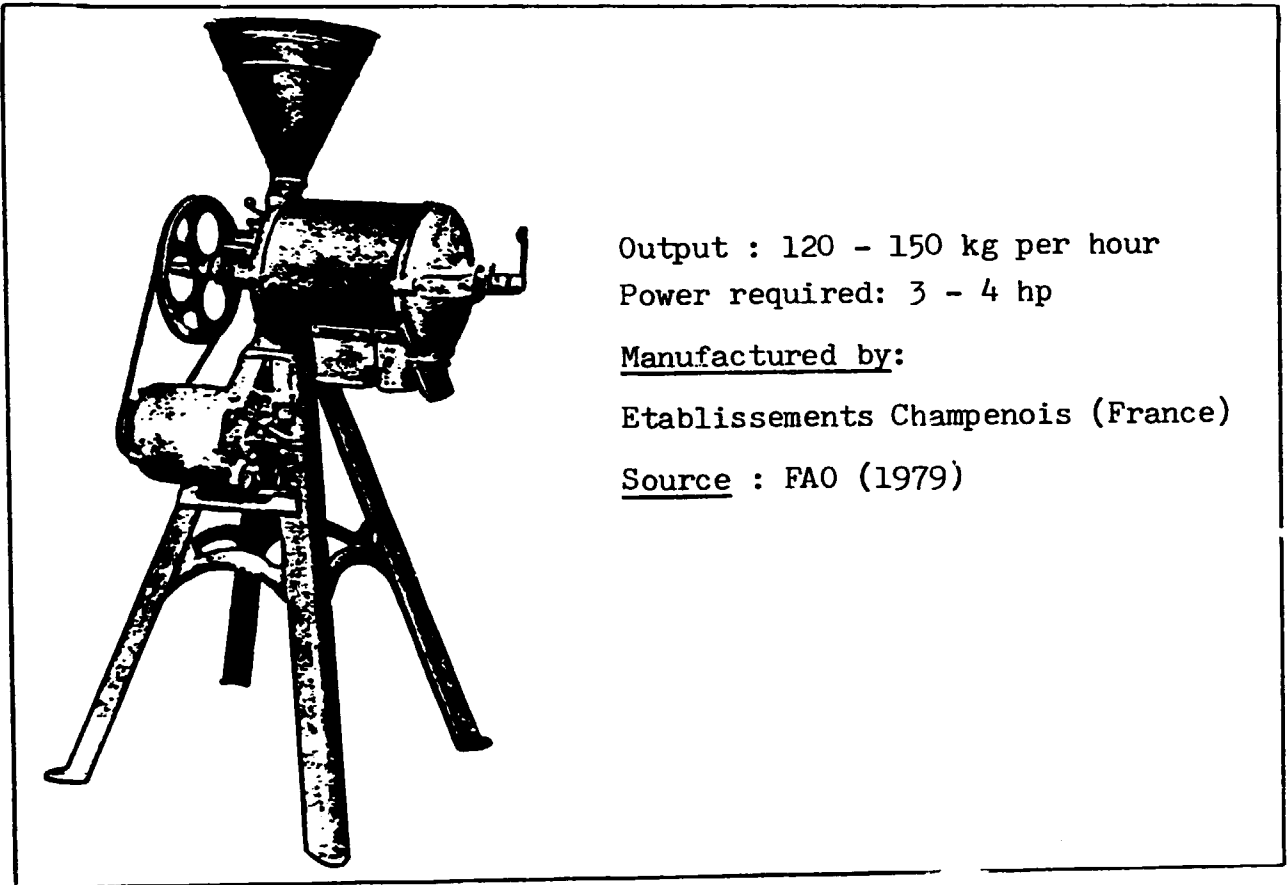 Output : 120 - 150 kg per hour
Power required: 3 - 4 hp
Manufactured by:
Etablissements Champenois (France)
Source : FAO (1979)